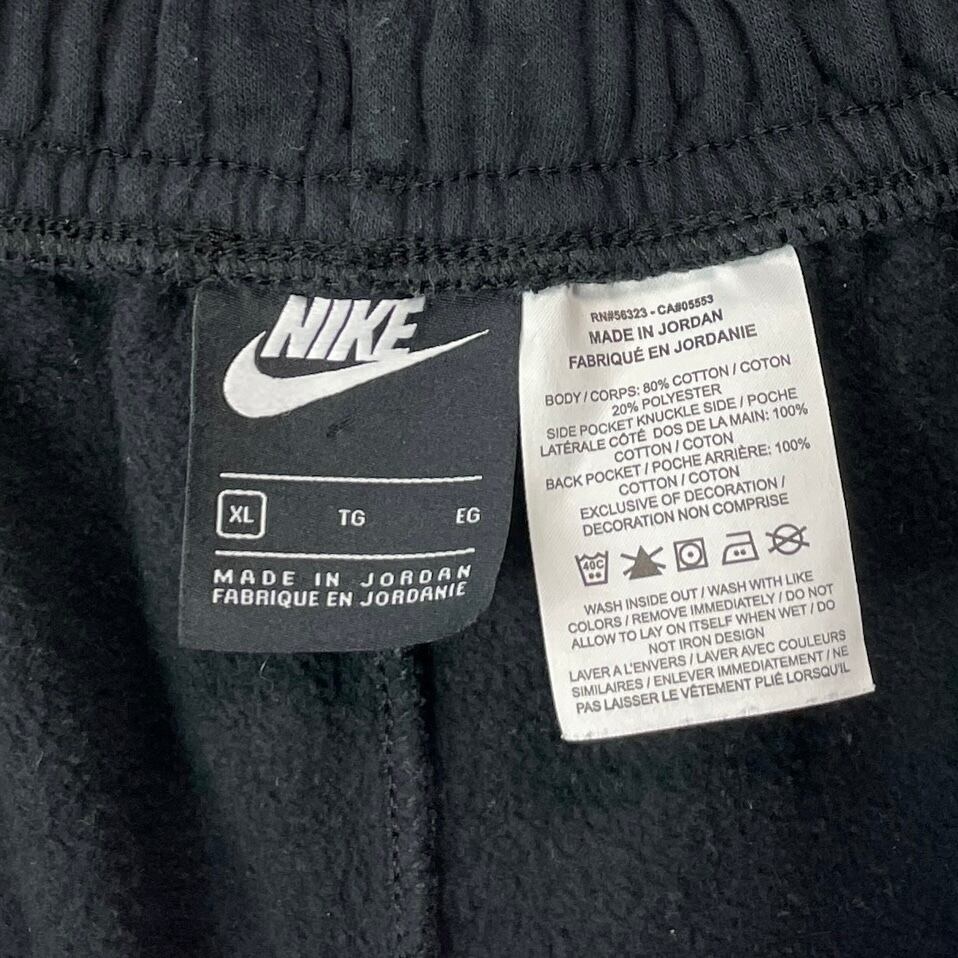 NIKE
XL TG EG
MADE IN JORDAN
FABRIQUE EN JORDANIE
RN#56323 - CA#05553
MADE IN JORDAN
FABRIQUÉ EN JORDANIE
BODY / CORPS: 80% COTTON / COTON
20% POLYESTER
SIDE POCKET KNUCKLE SIDE / POCHE
LATÉRALE CÔTÉ DOS DE LA MAIN: 100%
COTTON / COTON
BACK POCKET / POCHE ARRIÈRE: 100%
COTTON / COTON
EXCLUSIVE OF DECORATION /
DECORATION NON COMPRISE
40C
WASH INSIDE OUT / WASH WITH LIKE
COLORS / REMOVE IMMEDIATELY / DO NOT
ALLOW TO LAY ON ITSELF WHEN WET / DO
NOT IRON DESIGN
LAVER A L'ENVERS / LAVER AVEC COULEURS
SIMILAIRES / ENLEVER IMMEDIATEMENT / NE
PAS LAISSER LE VÊTEMENT PLIÉ LORSQU'IL